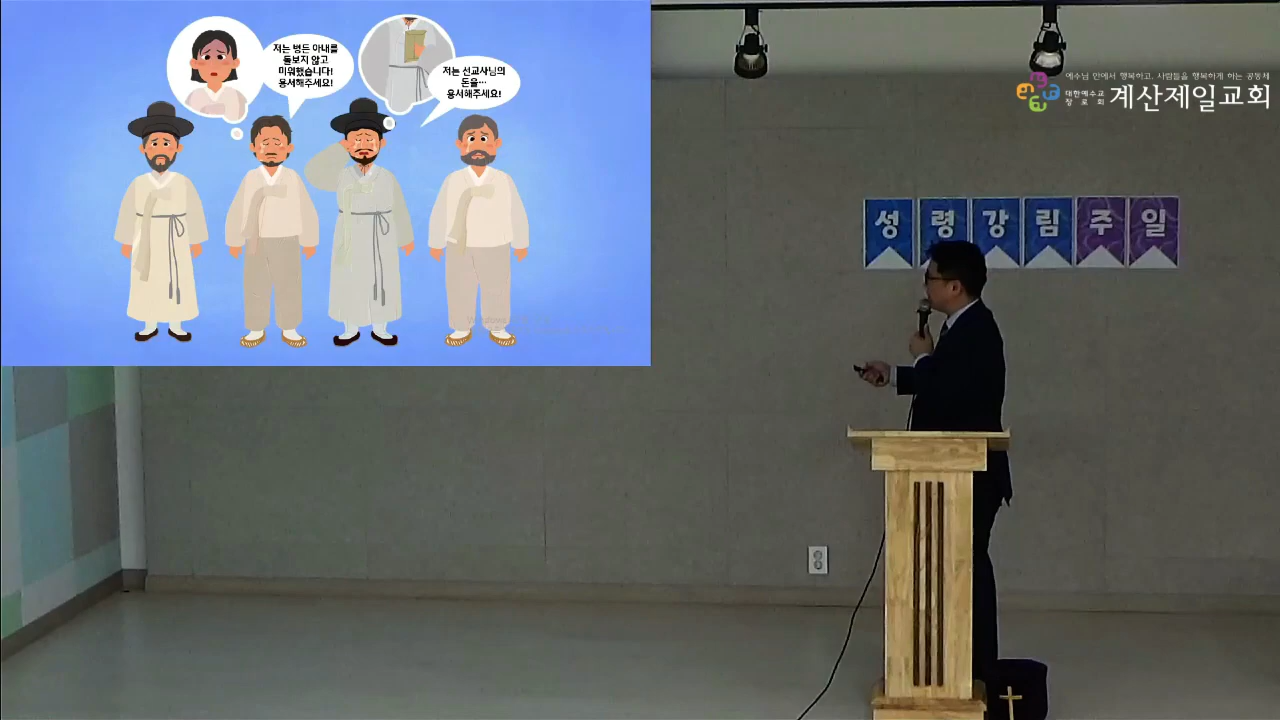 저는 병든 아내를
돌보지 않고
미워했습니다!
용서해주세요!
저는 선교사님의
돈을…
용서해주세요!
예수님 안에서 행복하고, 사람들을 행복하게 하는 공동체
대한예수교
장로회
계산제일교회
성령강림주일